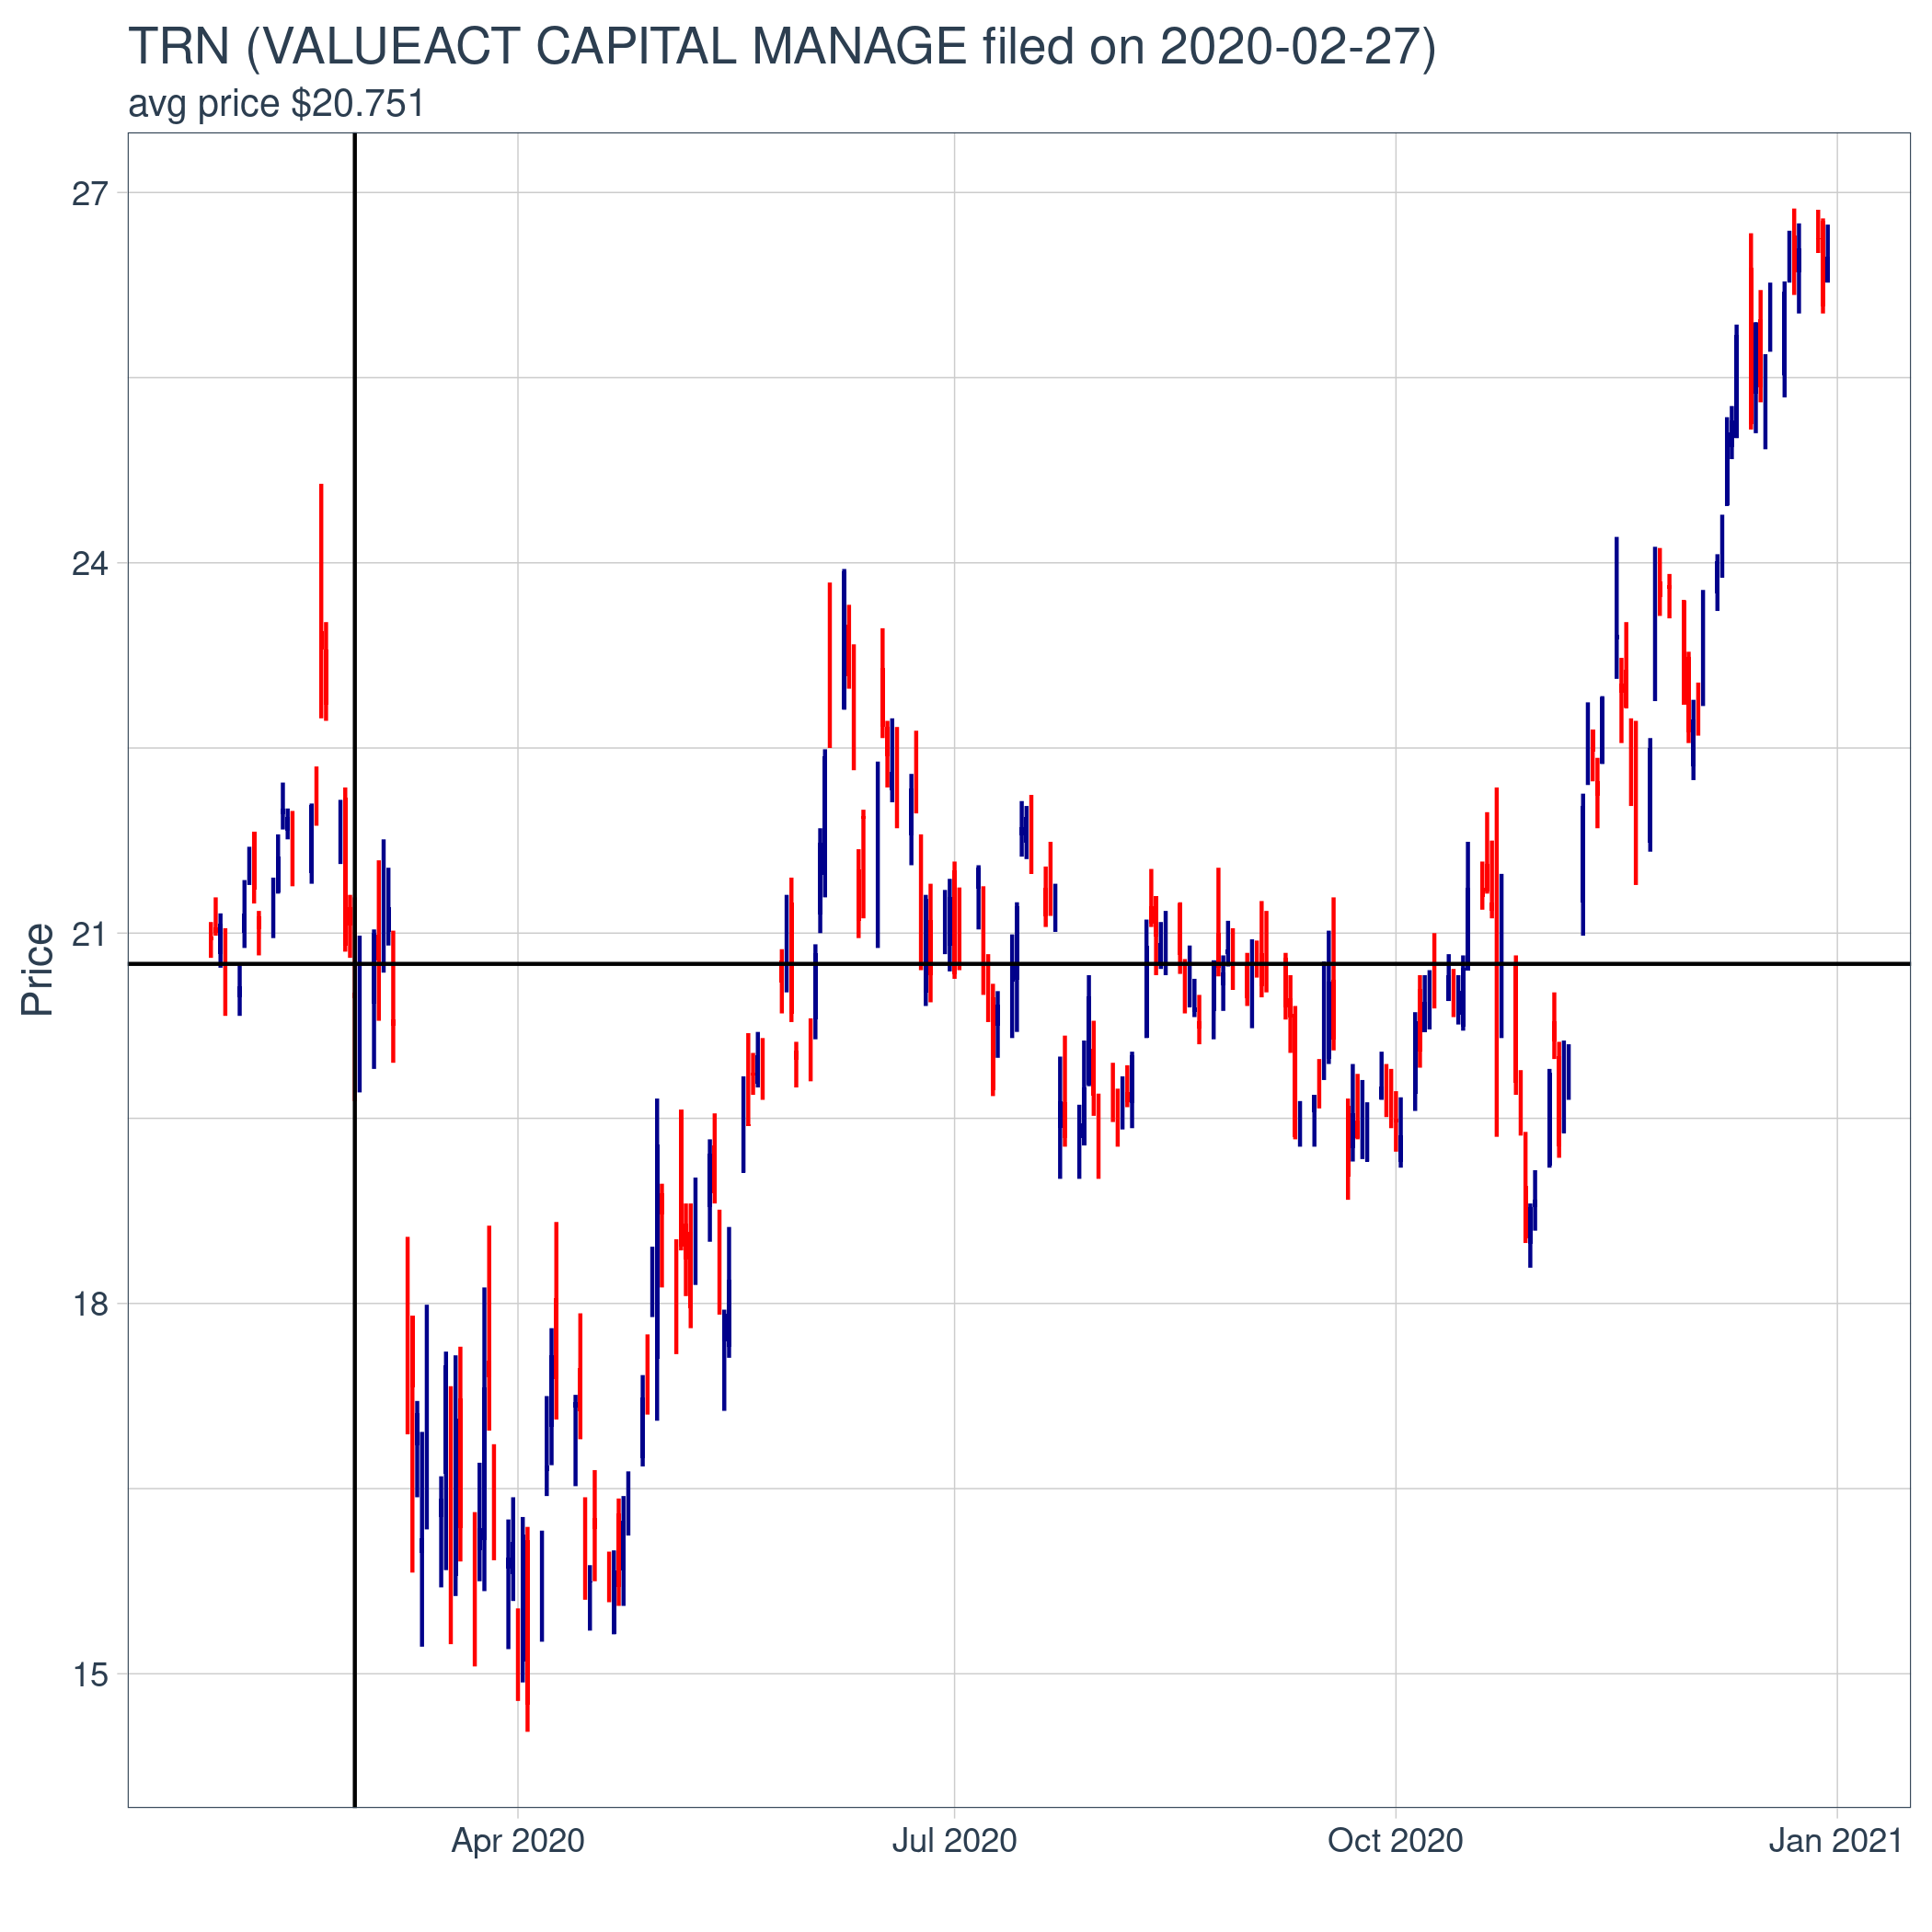 TRN (VALUEACT CAPITAL MANAGE filed on 2020-02-27)
avg price $20.751
27
24
21
18
15
Price
Apr 2020
Jul 2020
Oct 2020
Jan 2021